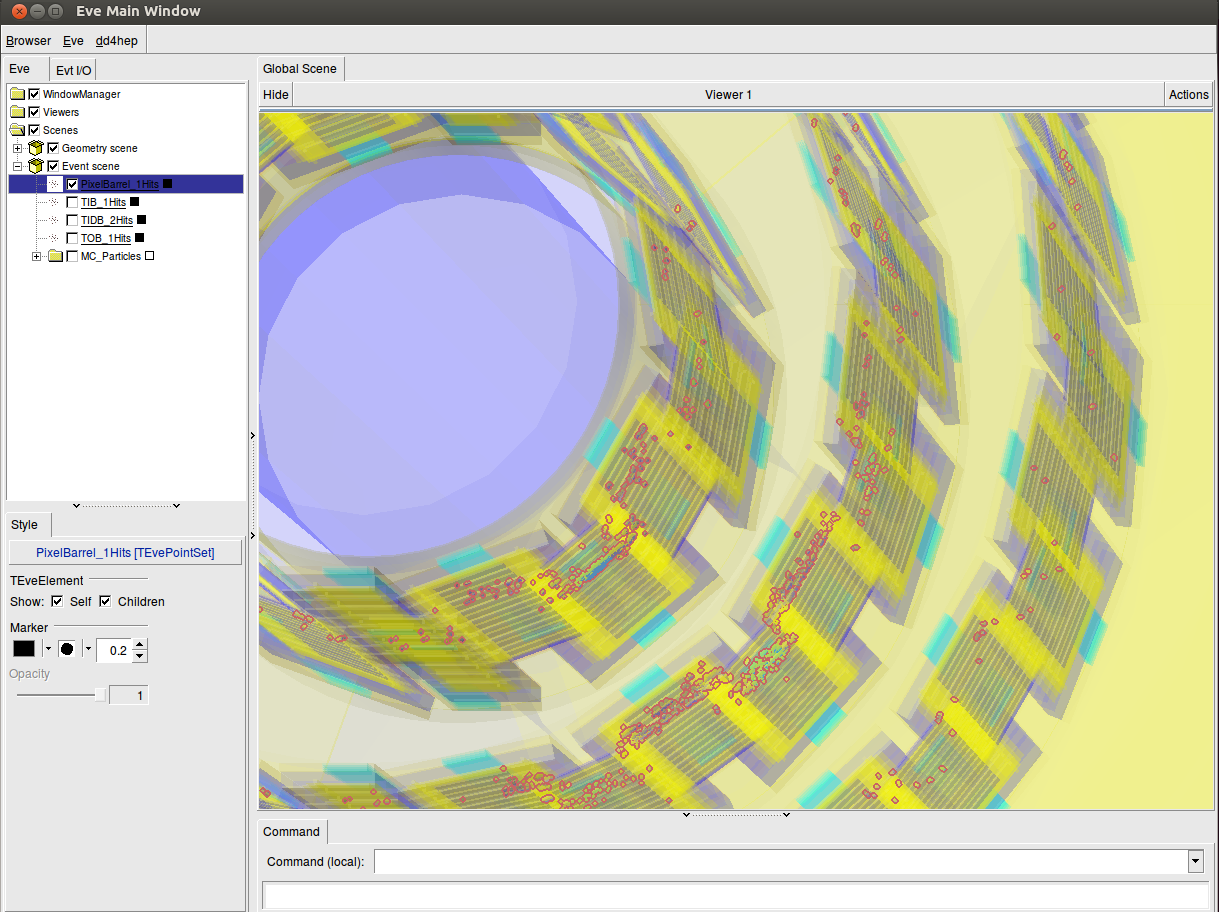 Eve Main Window
Browser Eve dd4hep
Eve Evt I/O
WindowManager
Viewers
Scenes
Geometry scene
Event scene
PixelBarrel_1Hits
TIB_1Hits
TIDB_2Hits
TOB_1Hits
MC_Particles
Style
PixelBarrel_1Hits [TEvePointSet]
TEveElement
Show: Self Children
Marker
0.2
Opacity
1
Global Scene
Hide Viewer 1 Actions
Command
Command (local):